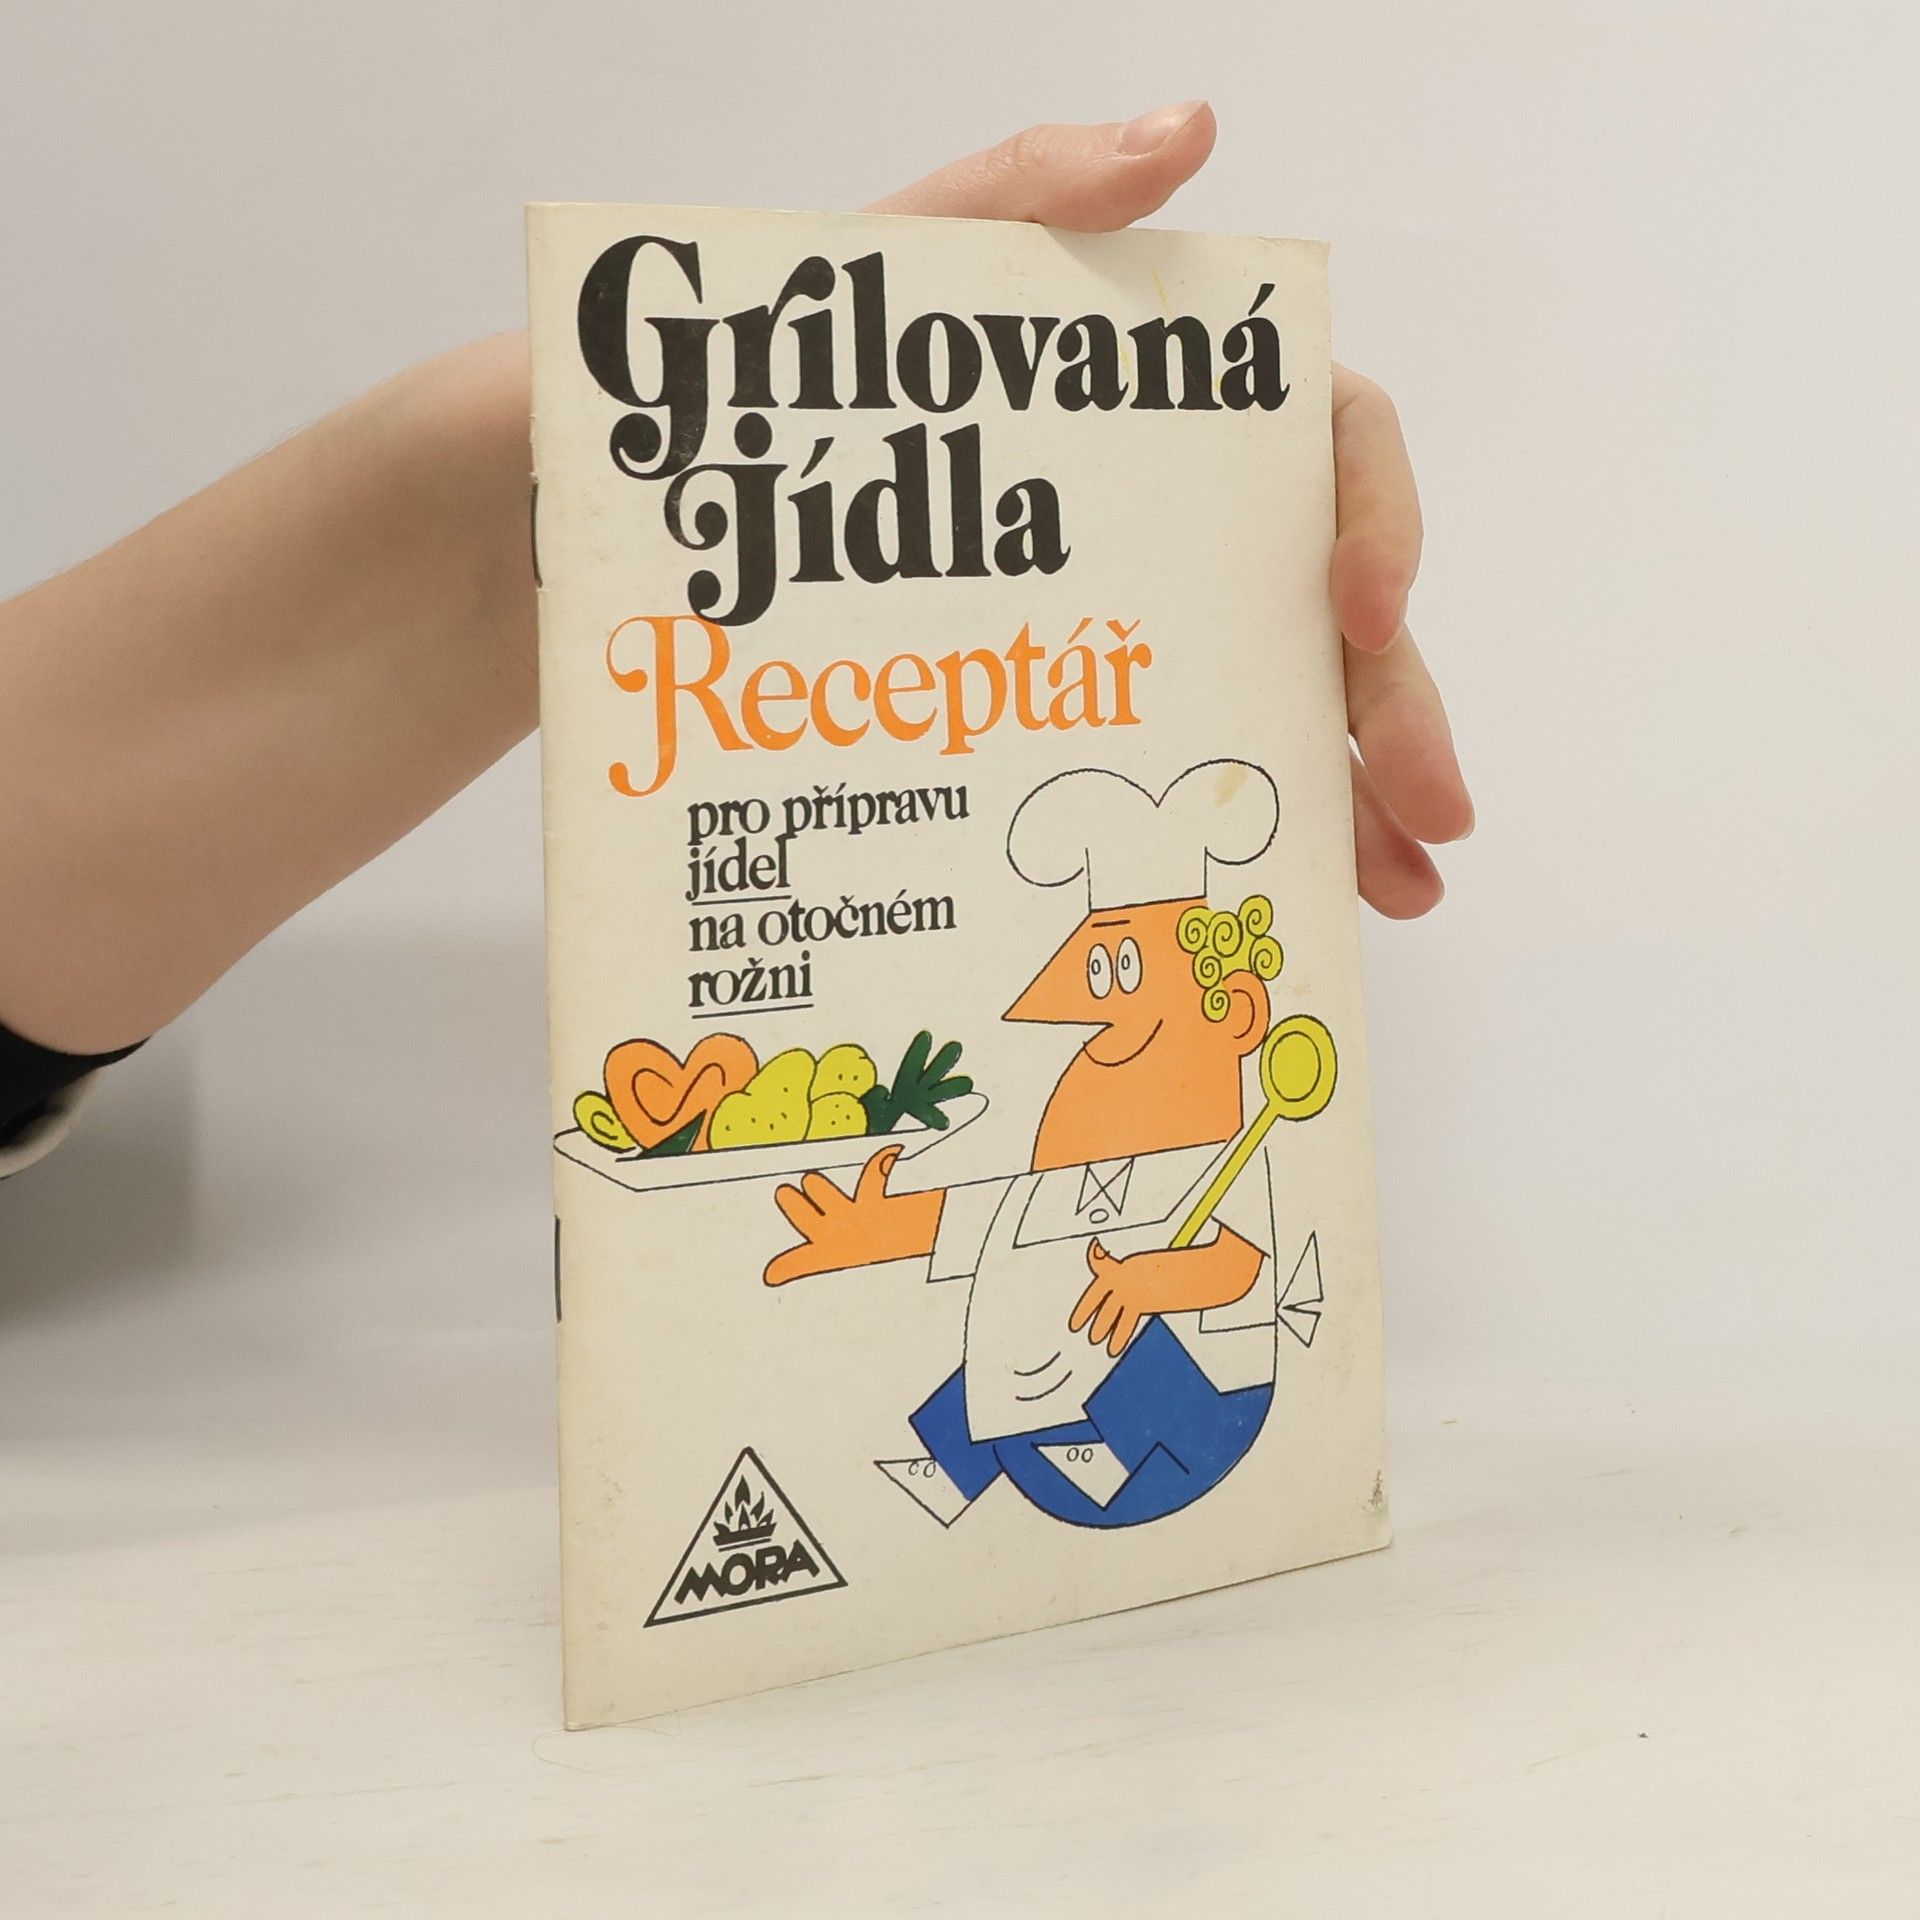 Grilovaná
jídla
Receptář
pro přípravu
jídel
na otočném
rožni
MORA